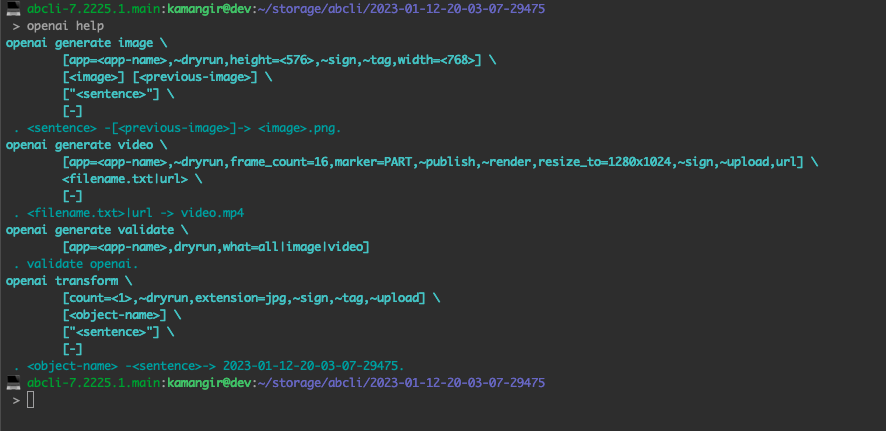 abcli-7.2225.1.main:kamangir@dev:~/storage/abcli/2023-01-12-20-03-07-29475
> openai help
openai generate image \
[app=<app-name>,~dryrun,height=<576>,~sign,~tag,width=<768>] \
[<image>] [<previous-image>] \
["<sentence>"] \
[-]
. <sentence> -[<previous-image>]-> <image>.png.
openai generate video \
[app=<app-name>,~dryrun,frame_count=16,marker=PART,~publish,~render,resize_to=1280x1024,~sign,~upload,url] \
<filename.txt|url> \
[-]
. <filename.txt>|url -> video.mp4
openai generate validate \
[app=<app-name>,dryrun,what=all|image|video]
. validate openai.
openai transform \
[count=<1>,~dryrun,extension=jpg,~sign,~tag,~upload] \
[<object-name>] \
["<sentence>"] \
[-]
. <object-name> -<sentence>-> 2023-01-12-20-03-07-29475.
abcli-7.2225.1.main:kamangir@dev:~/storage/abcli/2023-01-12-20-03-07-29475
>